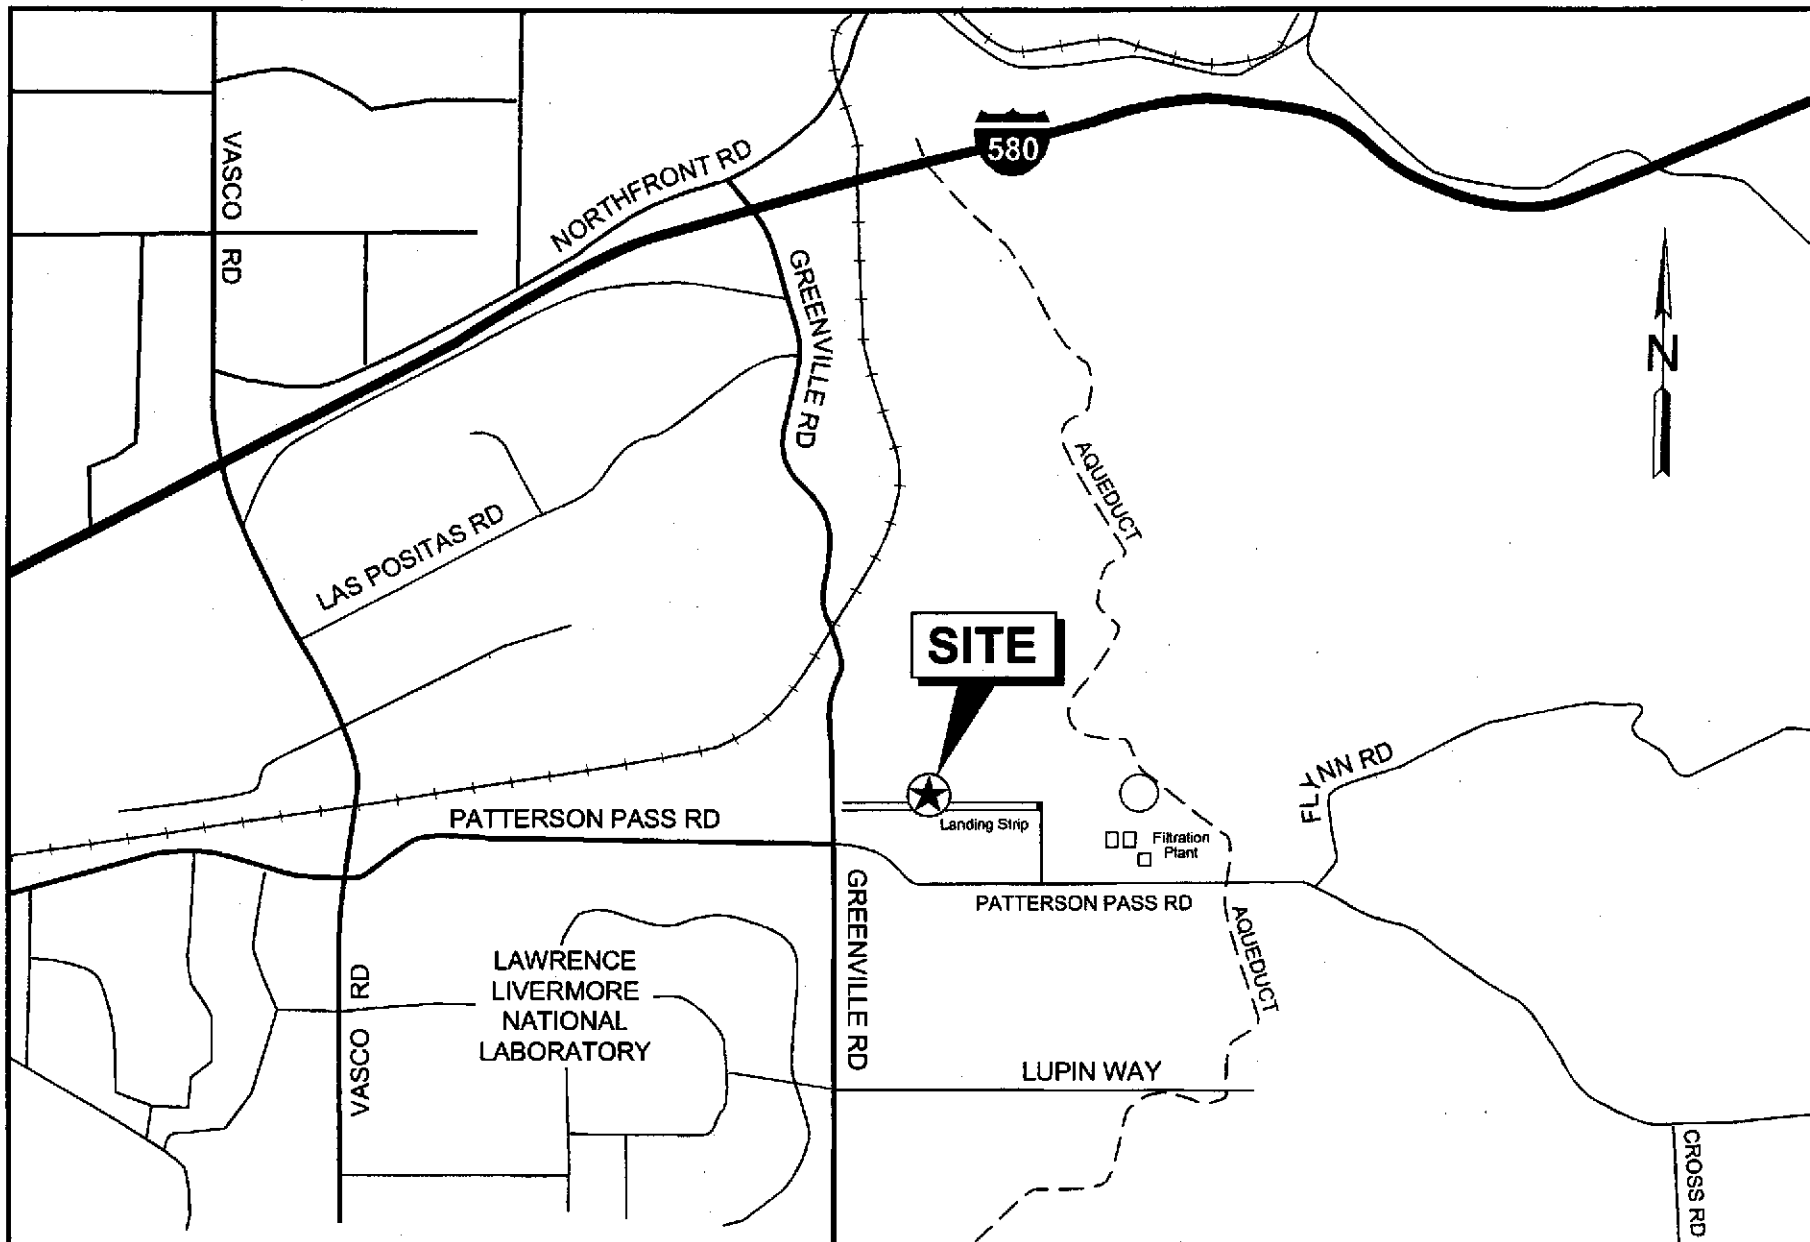 580
VASCO RD
NORTHFRONT RD
GREENVILLE RD
N
AQUEDUCT
LAS POSITAS RD
SITE
FLYNN RD
PATTERSON PASS RD
Landing Strip
Filtration
Plant
PATTERSON PASS RD
GREENVILLE RD
AQUEDUCT
LAWRENCE
LIVERMORE
NATIONAL
LABORATORY
VASCO RD
LUPIN WAY
CROSS RD